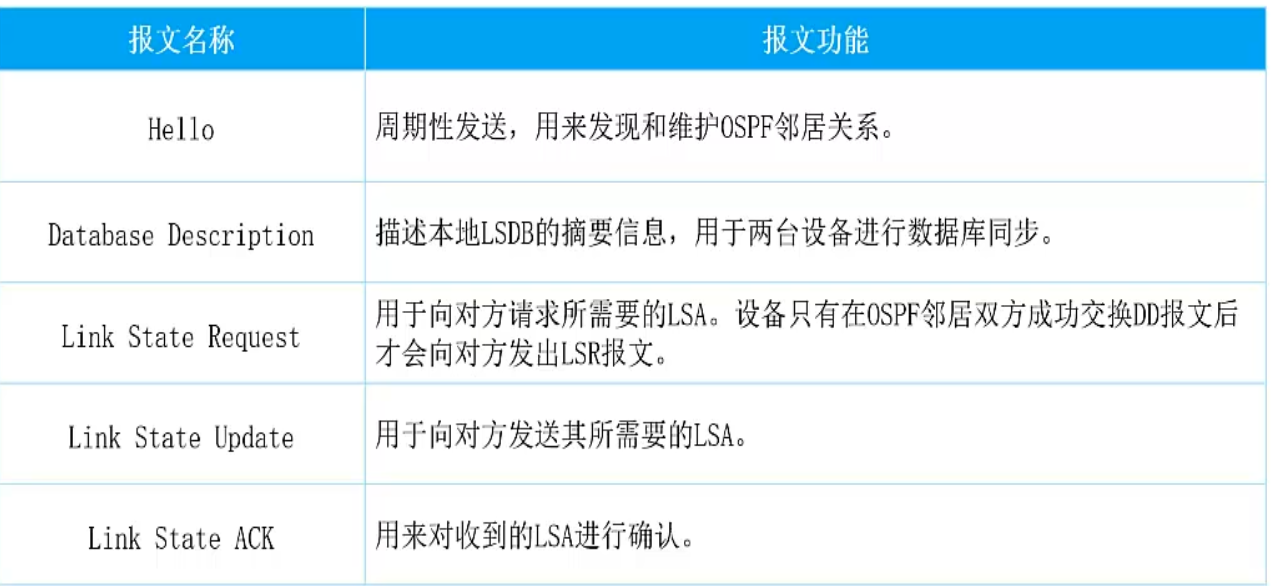 报文名称
报文功能
Hello
周期性发送，用来发现和维护OSPF邻居关系。
Database Description
描述本地LSDB的摘要信息，用于两台设备进行数据库同步。
Link State Request
用于向对方请求所需要的LSA。设备只有在OSPF邻居双方成功交换DD报文后
才会向对方发出LSR报文。
Link State Update
用于向对方发送其所需要的LSA。
Link State ACK
用来对收到的LSA进行确认。